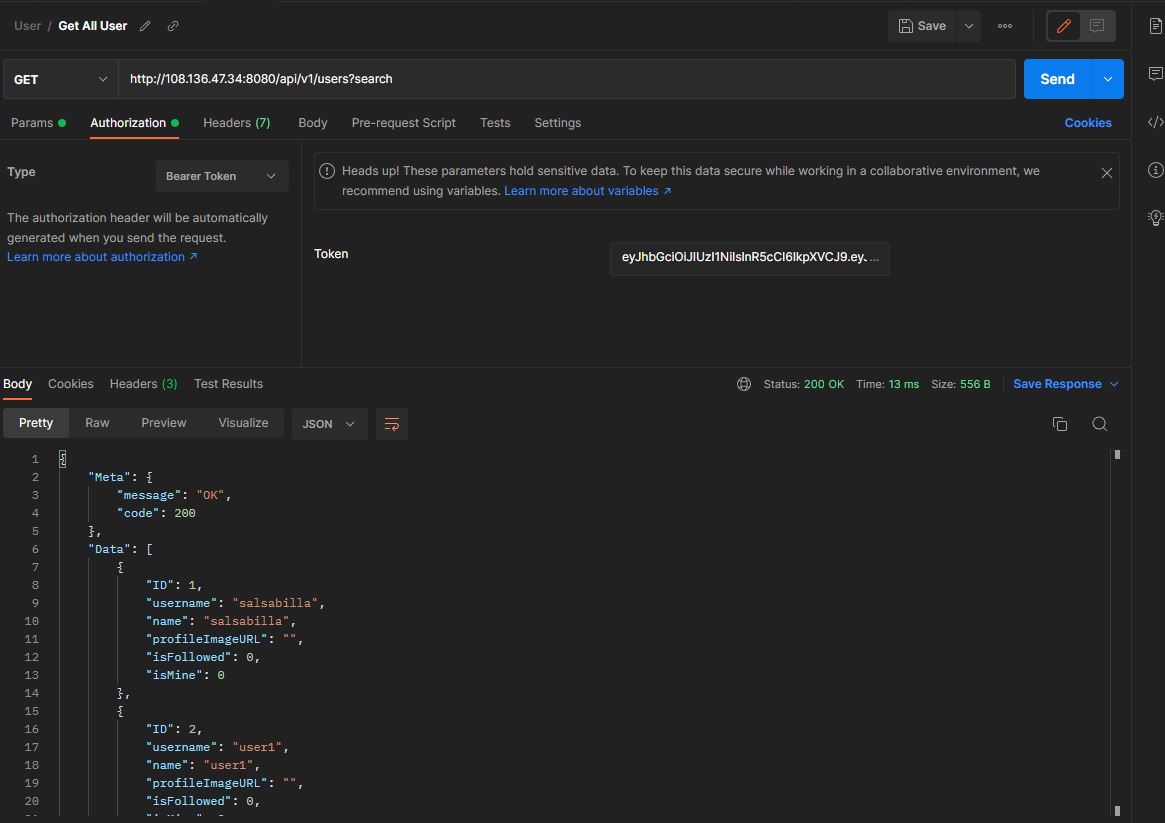 User / Get All User
Save
GET
http://108.136.47.34:8080/api/v1/users?search
Send
Params
Authorization
Headers (7)
Body
Pre-request Script
Tests
Settings
Cookies
Type
Bearer Token
The authorization header will be automatically
generated when you send the request.
Learn more about authorization ↗
Heads up! These parameters hold sensitive data. To keep this data secure while working in a collaborative environment, we
recommend using variables. Learn more about variables ↗
Token
eyJhbGciOiJIUzI1NiIsInR5cCI6IkpXVCJ9.ey. ...
Body
Cookies
Headers (3)
Test Results
Status: 200 OK
Time: 13 ms
Size: 556 B
Save Response
Pretty
Raw
Preview
Visualize
JSON
1 {
2 "Meta": {
3 "message": "OK",
4 "code": 200
5 },
6 "Data": [
7 {
8 "ID": 1,
9 "username": "salsabilla",
10 "name": "salsabilla",
11 "profileImageURL": "",
12 "isFollowed": 0,
13 "isMine": 0
14 },
15 {
16 "ID": 2,
17 "username": "user1",
18 "name": "user1",
19 "profileImageURL": "",
20 "isFollowed": 0,